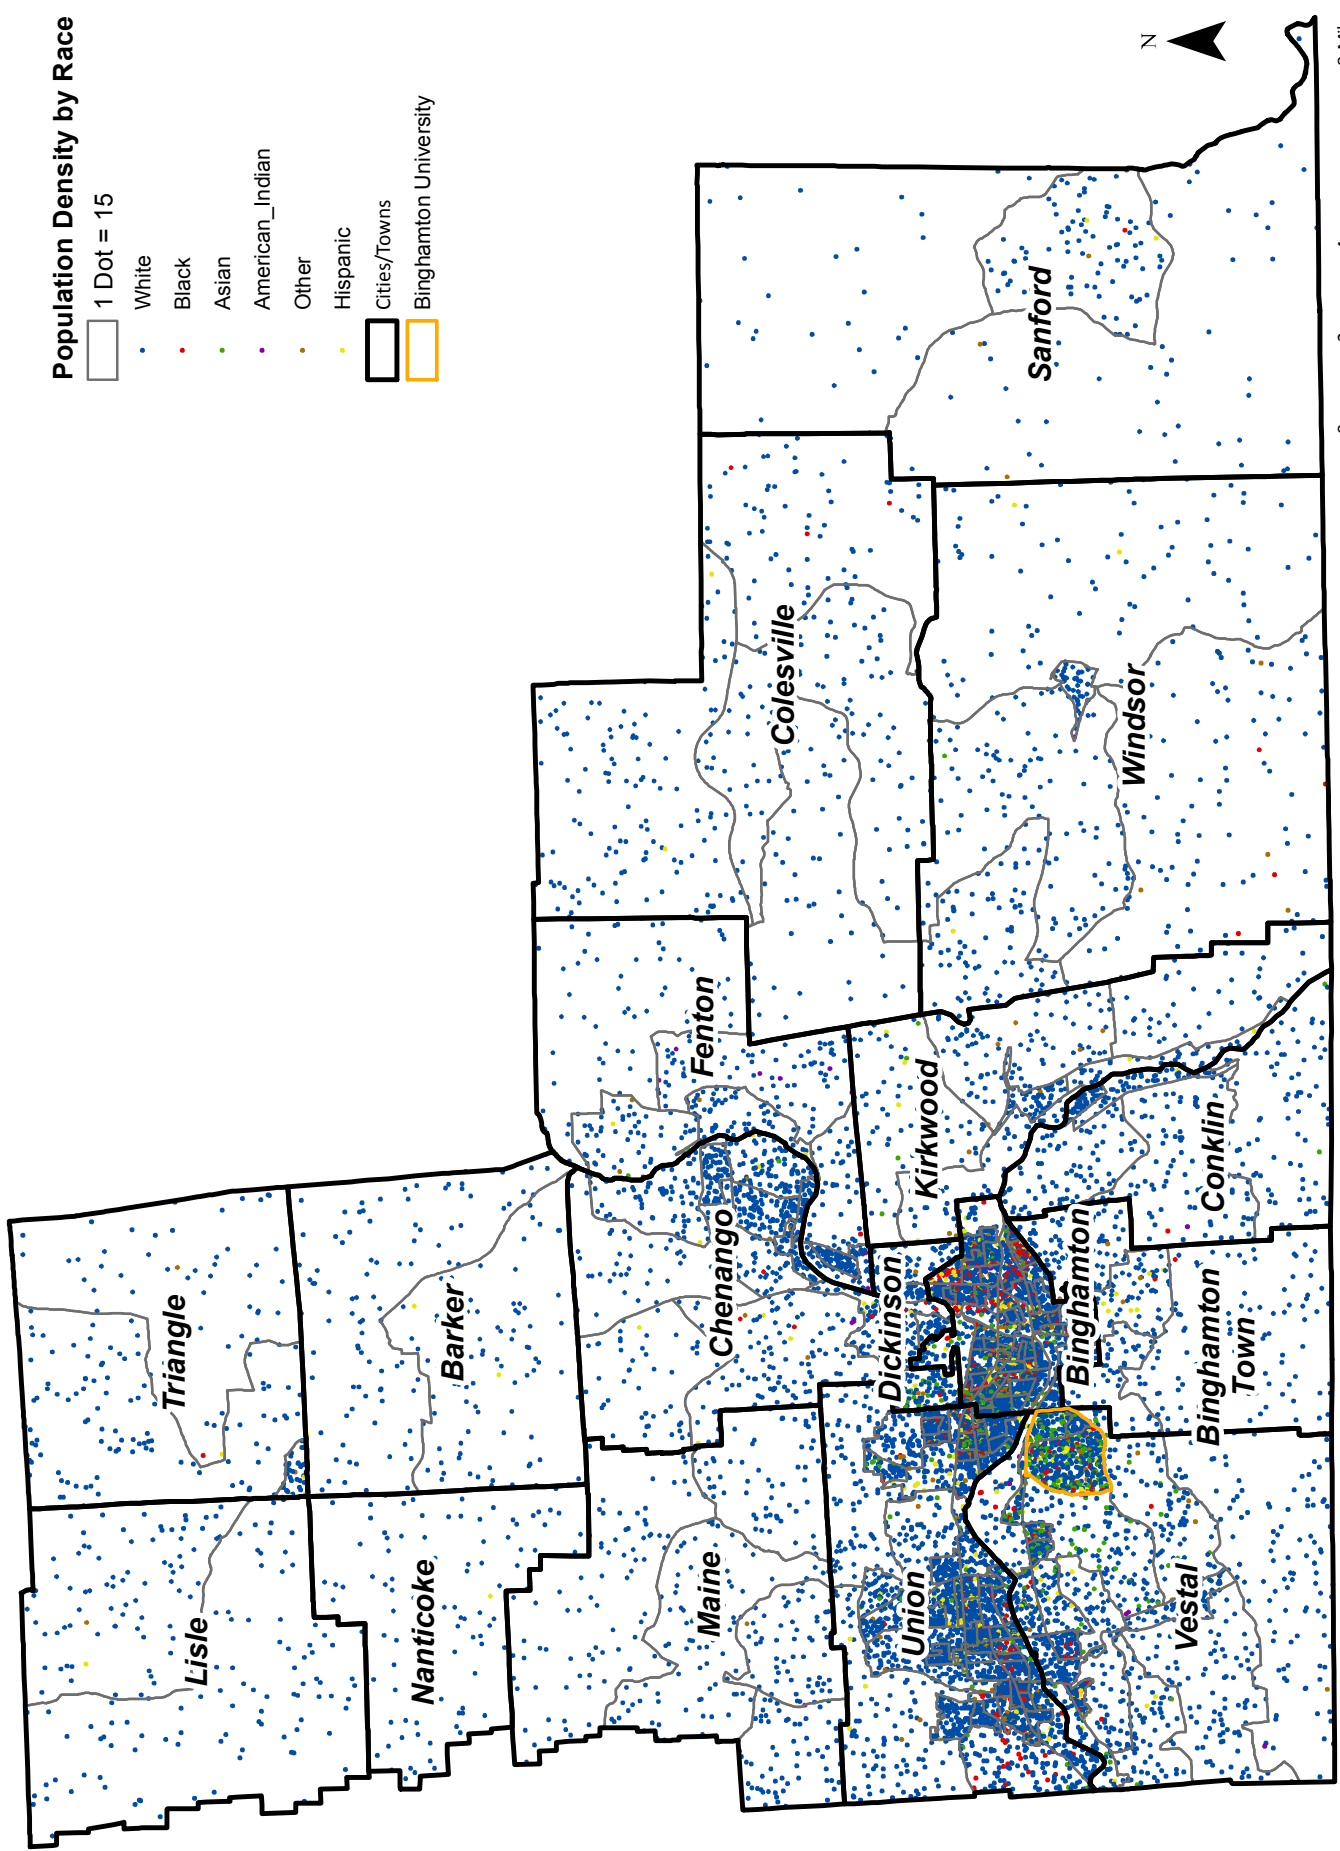 Population Density by Race
1 Dot = 15
White
Black
Asian
American_Indian
Other
Hispanic
Cities/Towns
Binghamton University
N
Lisle
Triangle
Nanticoke
Barker
Maine
Chenango
Fenton
Colesville
Sanford
Union
Dickinson
Kirkwood
Windsor
Vestal
Binghamton
Binghamton
Town
Conklin